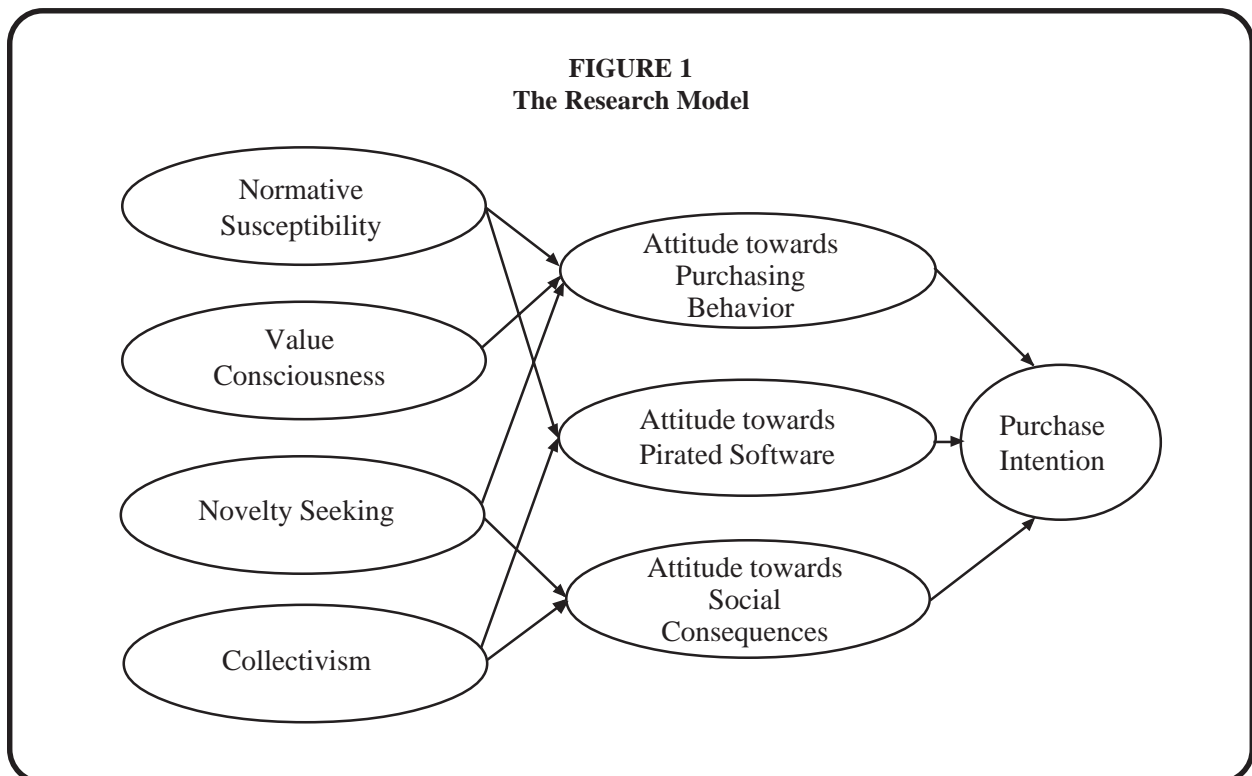 FIGURE 1
The Research Model
Normative
Susceptibility
Value
Consciousness
Novelty Seeking
Collectivism
Attitude towards
Purchasing
Behavior
Attitude towards
Pirated Software
Attitude towards
Social
Consequences
Purchase
Intention